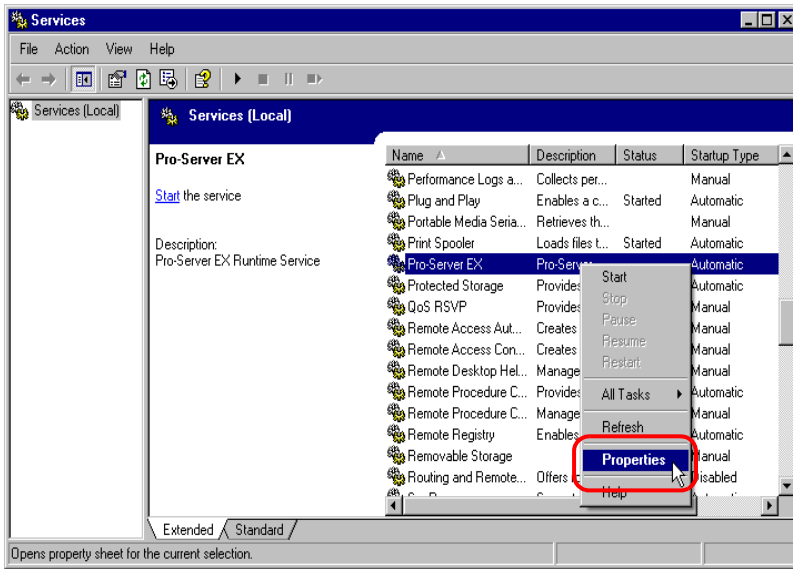 Services
File Action View Help
Services (Local)
Services (Local)
Pro-Server EX
Start the service
Description:
Pro-Server EX Runtime Service
Name Description Status Startup Type
Performance Logs a... Collects per... Manual
Plug and Play Enables a c... Started Automatic
Portable Media Seria... Retrieves th... Manual
Print Spooler Loads files t... Started Automatic
Pro-Server EX Pro-Server Automatic
Protected Storage Provides Automatic
QoS RSVP Provides Manual
Remote Access Aut... Creates Manual
Remote Access Con... Creates Manual
Remote Desktop Hel... Manage Manual
Remote Procedure C... Provides Automatic
Remote Procedure C... Manage Manual
Remote Registry Enables Automatic
Removable Storage Manual
Routing and Remote... Offers Disabled
Start
Stop
Pause
Resume
Restart
All Tasks
Refresh
Properties
Help
Extended Standard
Opens property sheet for the current selection.